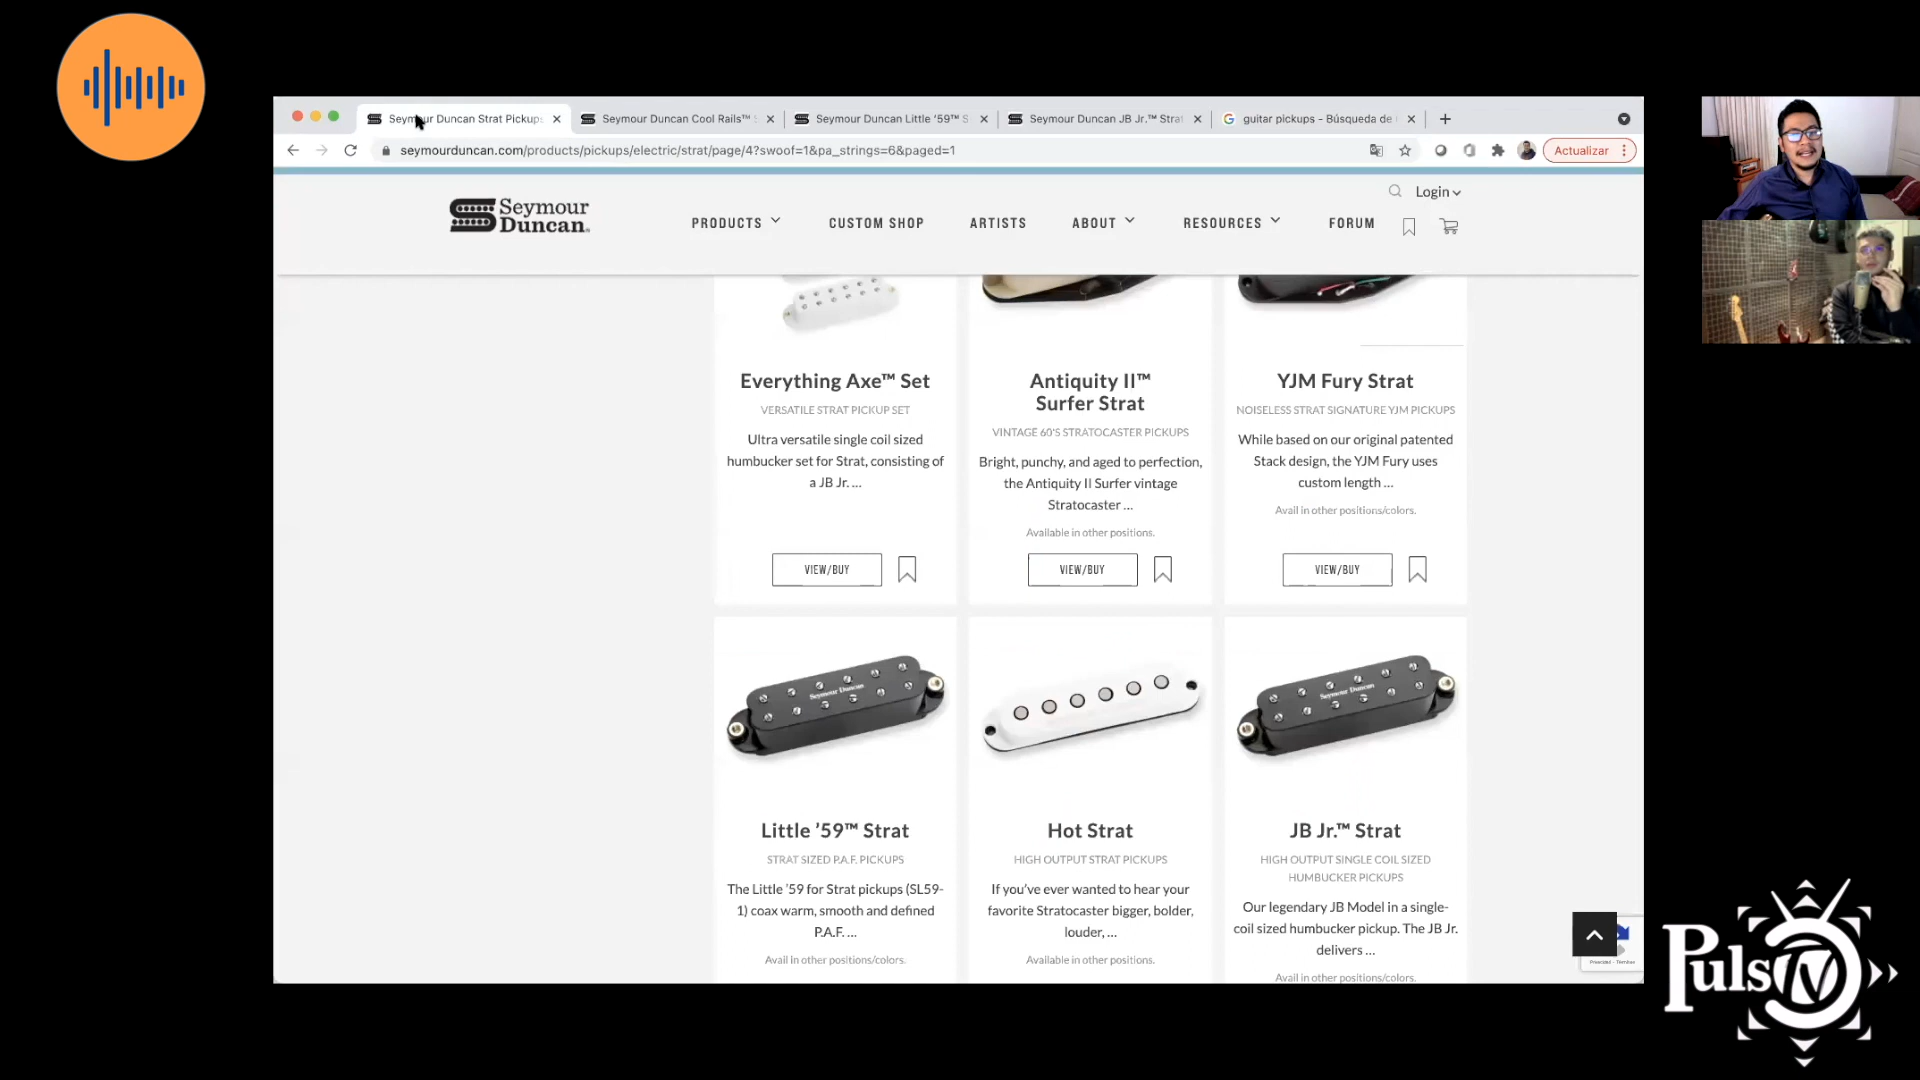 Seymour Duncan Strat Pickups
Seymour Duncan Cool Rails™ S
Seymour Duncan Little '59™ S
Seymour Duncan JB Jr.™ Strat
guitar pickups - Búsqueda de
seymourduncan.com/products/pickups/electric/strat/page/4?swoof=1&pa_strings=6&paged=1
Actualizar
Login
Seymour
Duncan
PRODUCTS
CUSTOM SHOP
ARTISTS
ABOUT
RESOURCES
FORUM
Everything Axe™ Set
VERSATILE STRAT PICKUP SET
Ultra versatile single coil sized
humbucker set for Strat, consisting of
a JB Jr. ...
VIEW/BUY
Antiquity II™
Surfer Strat
VINTAGE 60'S STRATOCASTER PICKUPS
Bright, punchy, and aged to perfection,
the Antiquity II Surfer vintage
Stratocaster ...
Available in other positions.
VIEW/BUY
YJM Fury Strat
NOISELESS STRAT SIGNATURE YJM PICKUPS
While based on our original patented
Stack design, the YJM Fury uses
custom length ...
Avail in other positions/colors.
VIEW/BUY
Seymour Duncan
Little '59™ Strat
STRAT SIZED P.A.F. PICKUPS
The Little '59 for Strat pickups (SL59-
1) coax warm, smooth and defined
P.A.F. ...
Avail in other positions/colors.
Hot Strat
HIGH OUTPUT STRAT PICKUPS
If you've ever wanted to hear your
favorite Stratocaster bigger, bolder,
louder, ...
Available in other positions.
Seymour Duncan
JB Jr.™ Strat
HIGH OUTPUT SINGLE COIL SIZED
HUMBUCKER PICKUPS
Our legendary JB Model in a single-
coil sized humbucker pickup. The JB Jr.
delivers ...
Avail in other positions/colors.
Privacidad - Términos
Puls
TV